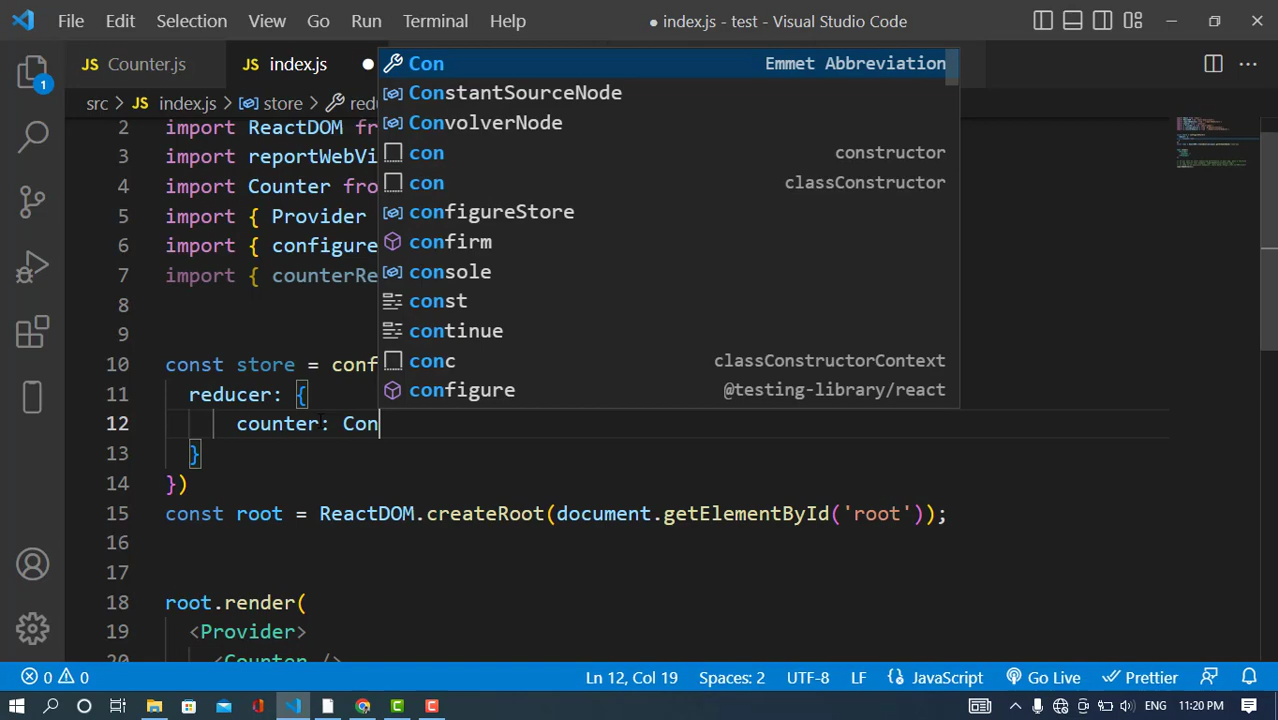 File Edit Selection View Go Run Terminal Help ● index.js - test - Visual Studio Code
JS Counter.js JS index.js
src JS index.js store
1
2 import ReactDOM
3 import reportWebVi
4 import Counter
5 import { Provider
6 import { configure
7 import { counterRe
8
9
10 const store = conf
11 reducer: {
12 counter: Con
13 }
14 })
15 const root = ReactDOM.createRoot(document.getElementById('root'));
16
17
18 root.render(
19 <Provider>
20 <Counter />
Con Emmet Abbreviation
ConstantSourceNode
ConvolverNode
con constructor
con classConstructor
configureStore
confirm
console
const
continue
conc classConstructorContext
configure @testing-library/react
0 0 Ln 12, Col 19 Spaces: 2 UTF-8 LF JavaScript Go Live Prettier
ENG 11:20 PM